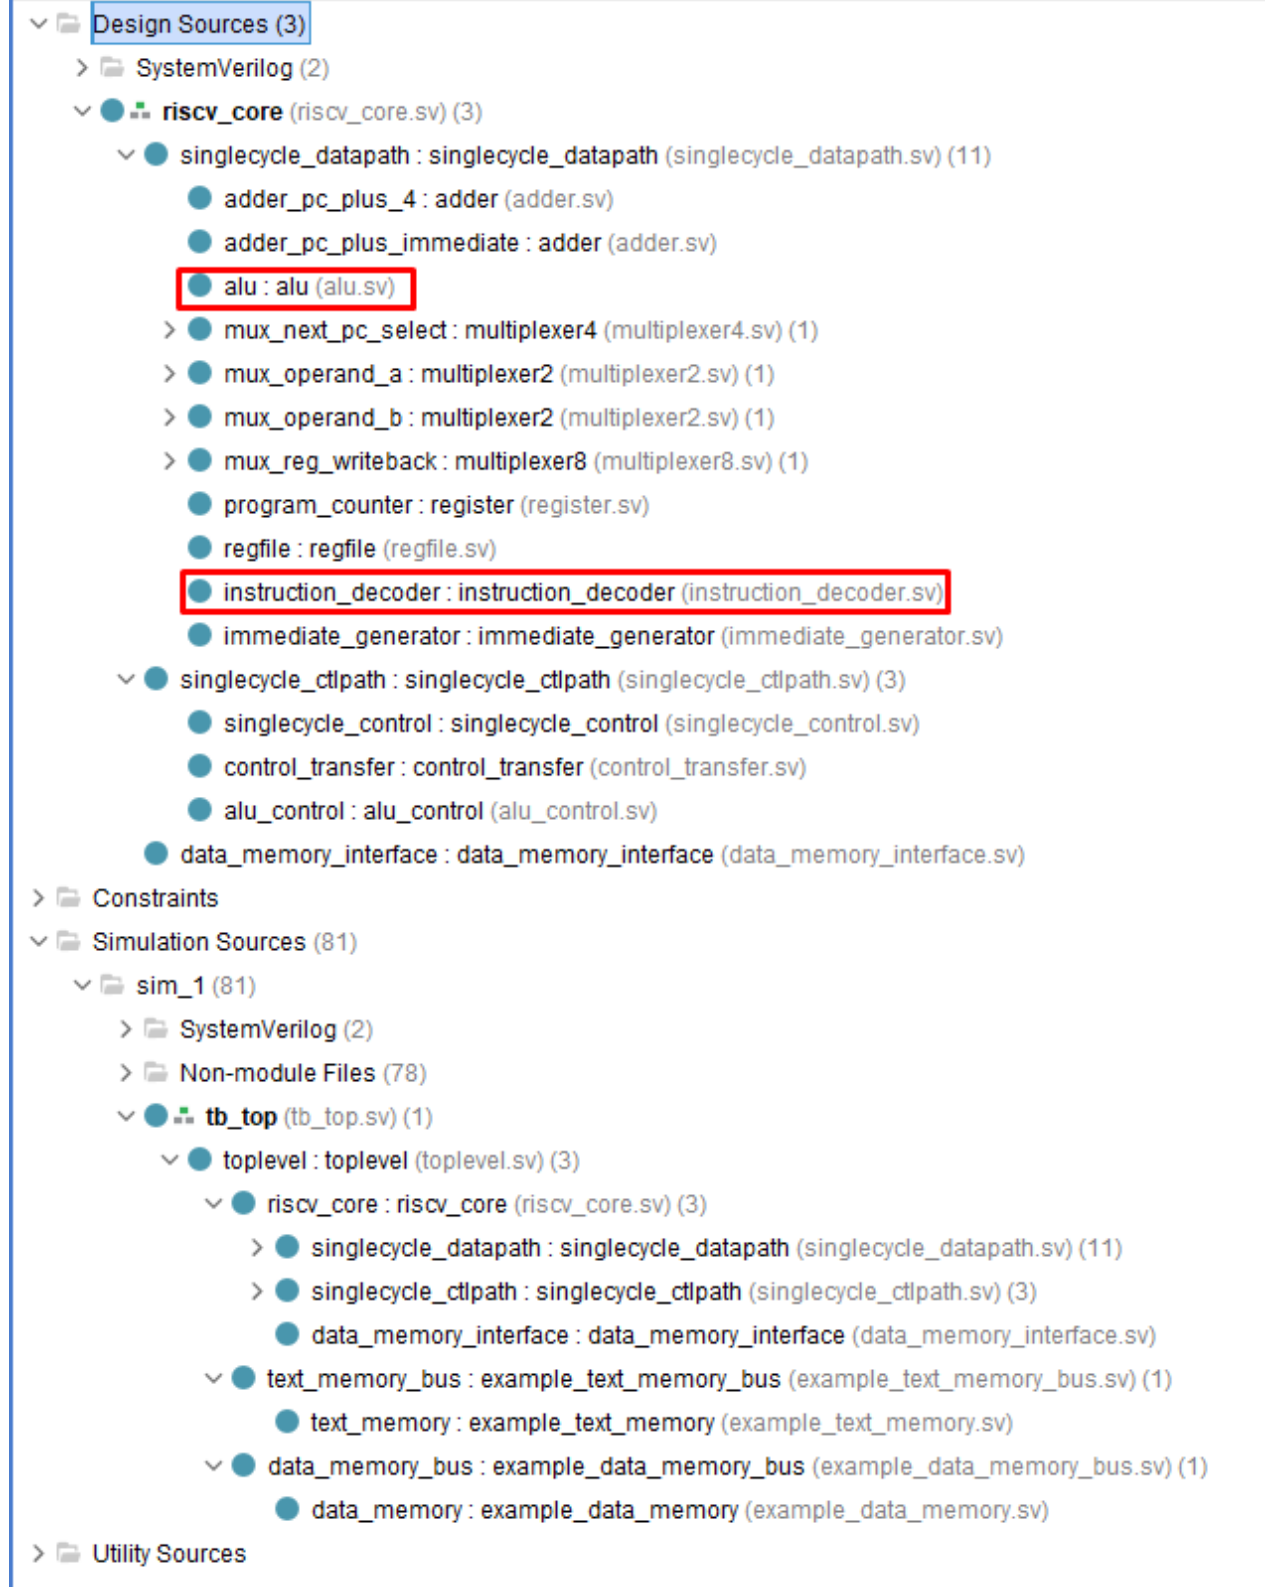 Design Sources (3)
SystemVerilog (2)
riscv_core (riscv_core.sv) (3)
singlecycle_datapath : singlecycle_datapath (singlecycle_datapath.sv) (11)
adder_pc_plus_4 : adder (adder.sv)
adder_pc_plus_immediate : adder (adder.sv)
alu : alu (alu.sv)
mux_next_pc_select : multiplexer4 (multiplexer4.sv) (1)
mux_operand_a : multiplexer2 (multiplexer2.sv) (1)
mux_operand_b : multiplexer2 (multiplexer2.sv) (1)
mux_reg_writeback : multiplexer8 (multiplexer8.sv) (1)
program_counter : register (register.sv)
regfile : regfile (regfile.sv)
instruction_decoder : instruction_decoder (instruction_decoder.sv)
immediate_generator : immediate_generator (immediate_generator.sv)
singlecycle_ctlpath : singlecycle_ctlpath (singlecycle_ctlpath.sv) (3)
singlecycle_control : singlecycle_control (singlecycle_control.sv)
control_transfer : control_transfer (control_transfer.sv)
alu_control : alu_control (alu_control.sv)
data_memory_interface : data_memory_interface (data_memory_interface.sv)
Constraints
Simulation Sources (81)
sim_1 (81)
SystemVerilog (2)
Non-module Files (78)
tb_top (tb_top.sv) (1)
toplevel : toplevel (toplevel.sv) (3)
riscv_core : riscv_core (riscv_core.sv) (3)
singlecycle_datapath : singlecycle_datapath (singlecycle_datapath.sv) (11)
singlecycle_ctlpath : singlecycle_ctlpath (singlecycle_ctlpath.sv) (3)
data_memory_interface : data_memory_interface (data_memory_interface.sv)
text_memory_bus : example_text_memory_bus (example_text_memory_bus.sv) (1)
text_memory : example_text_memory (example_text_memory.sv)
data_memory_bus : example_data_memory_bus (example_data_memory_bus.sv) (1)
data_memory : example_data_memory (example_data_memory.sv)
Utility Sources